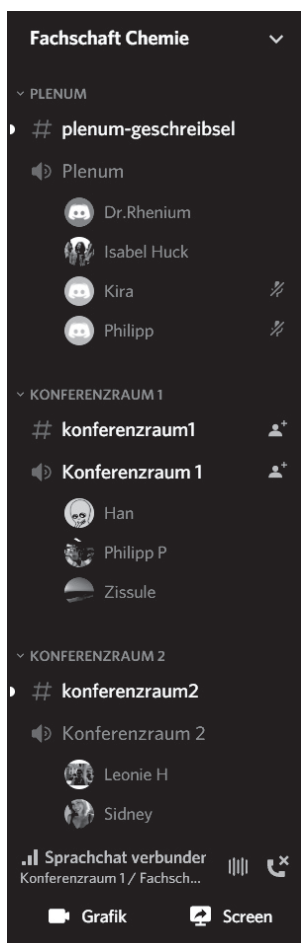 Fachschaft Chemie
PLENUM
# plenum-geschreibsel
Plenum
Dr.Rhenium
Isabel Huck
Kira
Philipp
KONFERENZRAUM 1
# konferenzraum1
Konferenzraum 1
Han
Philipp P
Zissule
KONFERENZRAUM 2
# konferenzraum2
Konferenzraum 2
Leonie H
Sidney
Sprachchat verbunder
Konferenzraum 1 / Fachsch...
Grafik Screen